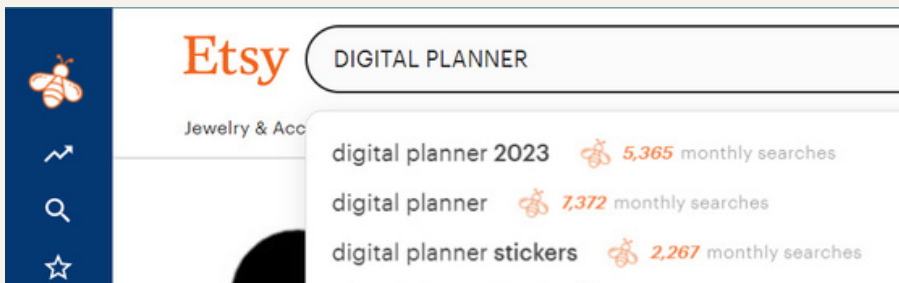 Etsy
DIGITAL PLANNER
Jewelry & Acc
digital planner 2023 5,365 monthly searches
digital planner 7,372 monthly searches
digital planner stickers 2,267 monthly searches